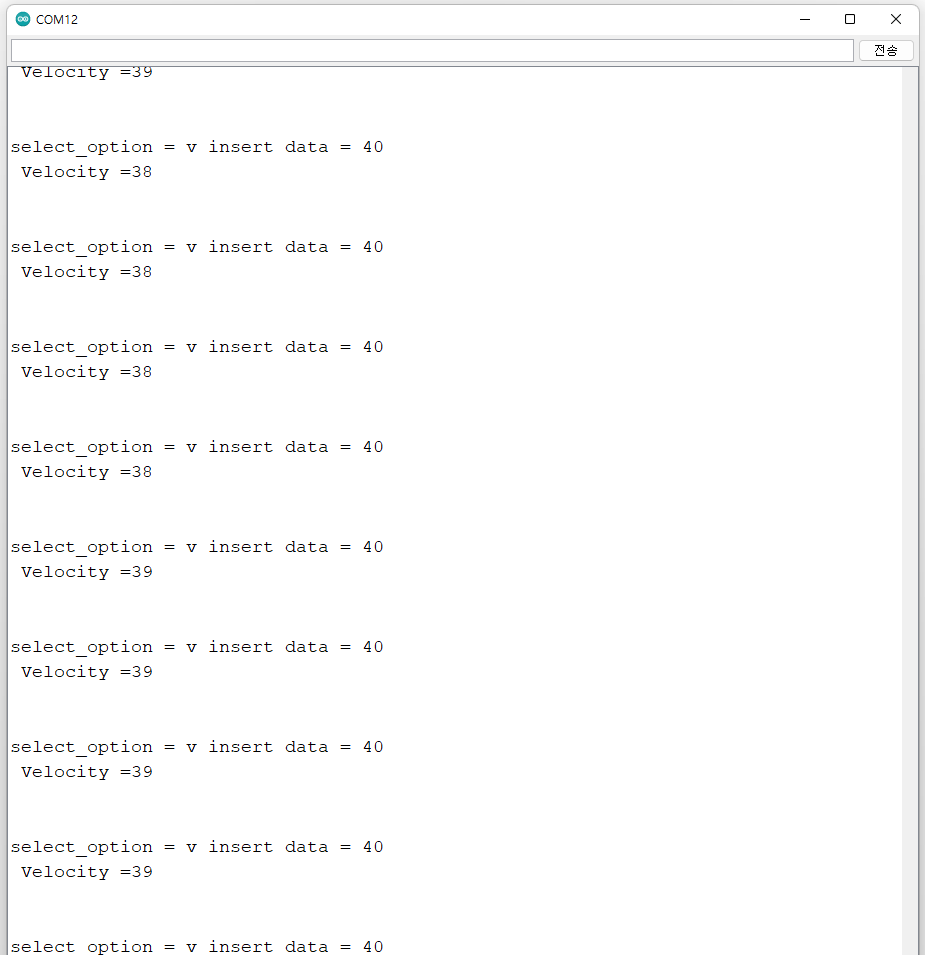 COM12
전송
Velocity =39
select_option = v insert data = 40
Velocity =38
select_option = v insert data = 40
Velocity =38
select_option = v insert data = 40
Velocity =38
select_option = v insert data = 40
Velocity =38
select_option = v insert data = 40
Velocity =39
select_option = v insert data = 40
Velocity =39
select_option = v insert data = 40
Velocity =39
select_option = v insert data = 40
Velocity =39
select_option = v insert data = 40